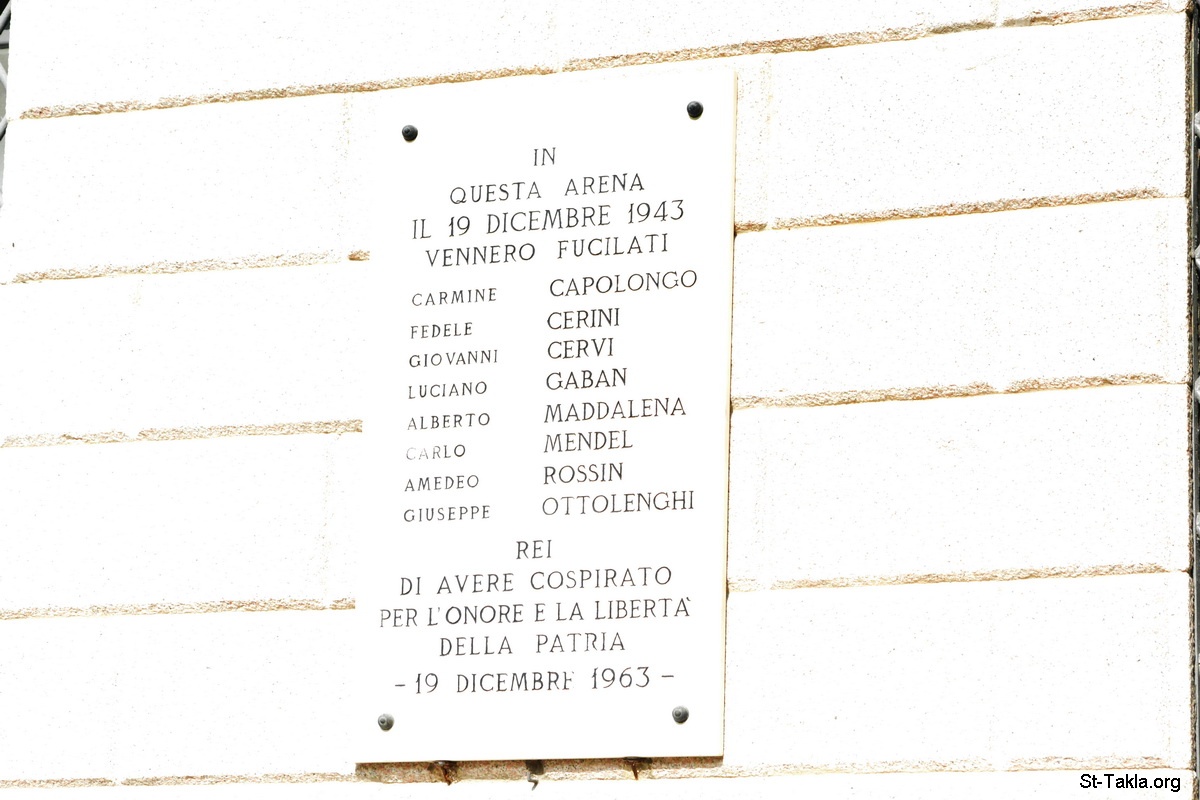 IN
QUESTA ARENA
IL 19 DICEMBRE 1943
VENNERO FUCILATI
CARMINE CAPOLONGO
FEDELE CERINI
GIOVANNI CERVI
LUCIANO GABAN
ALBERTO MADDALENA
CARLO MENDEL
AMEDEO ROSSIN
GIUSEPPE OTTOLENGHI
REI
DI AVERE COSPIRATO
PER L'ONORE E LA LIBERTÀ
DELLA PATRIA
- 19 DICEMBRE 1963 -
St-Takla.org